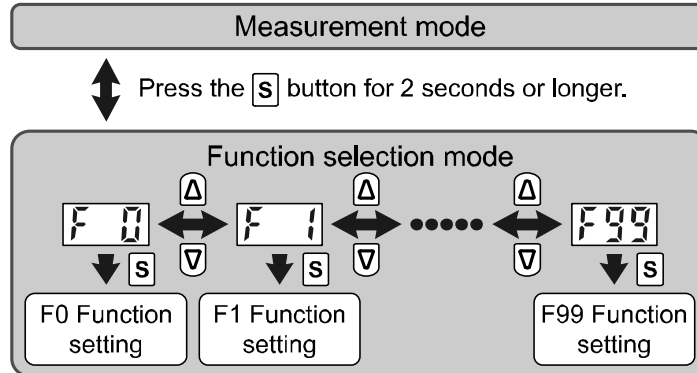 Measurement mode
Press the S button for 2 seconds or longer.
Function selection mode
Δ Δ Δ
F 0 F 1 ••••• F99
∇ ∇ ∇
S S S
F0 Function setting
F1 Function setting
F99 Function setting